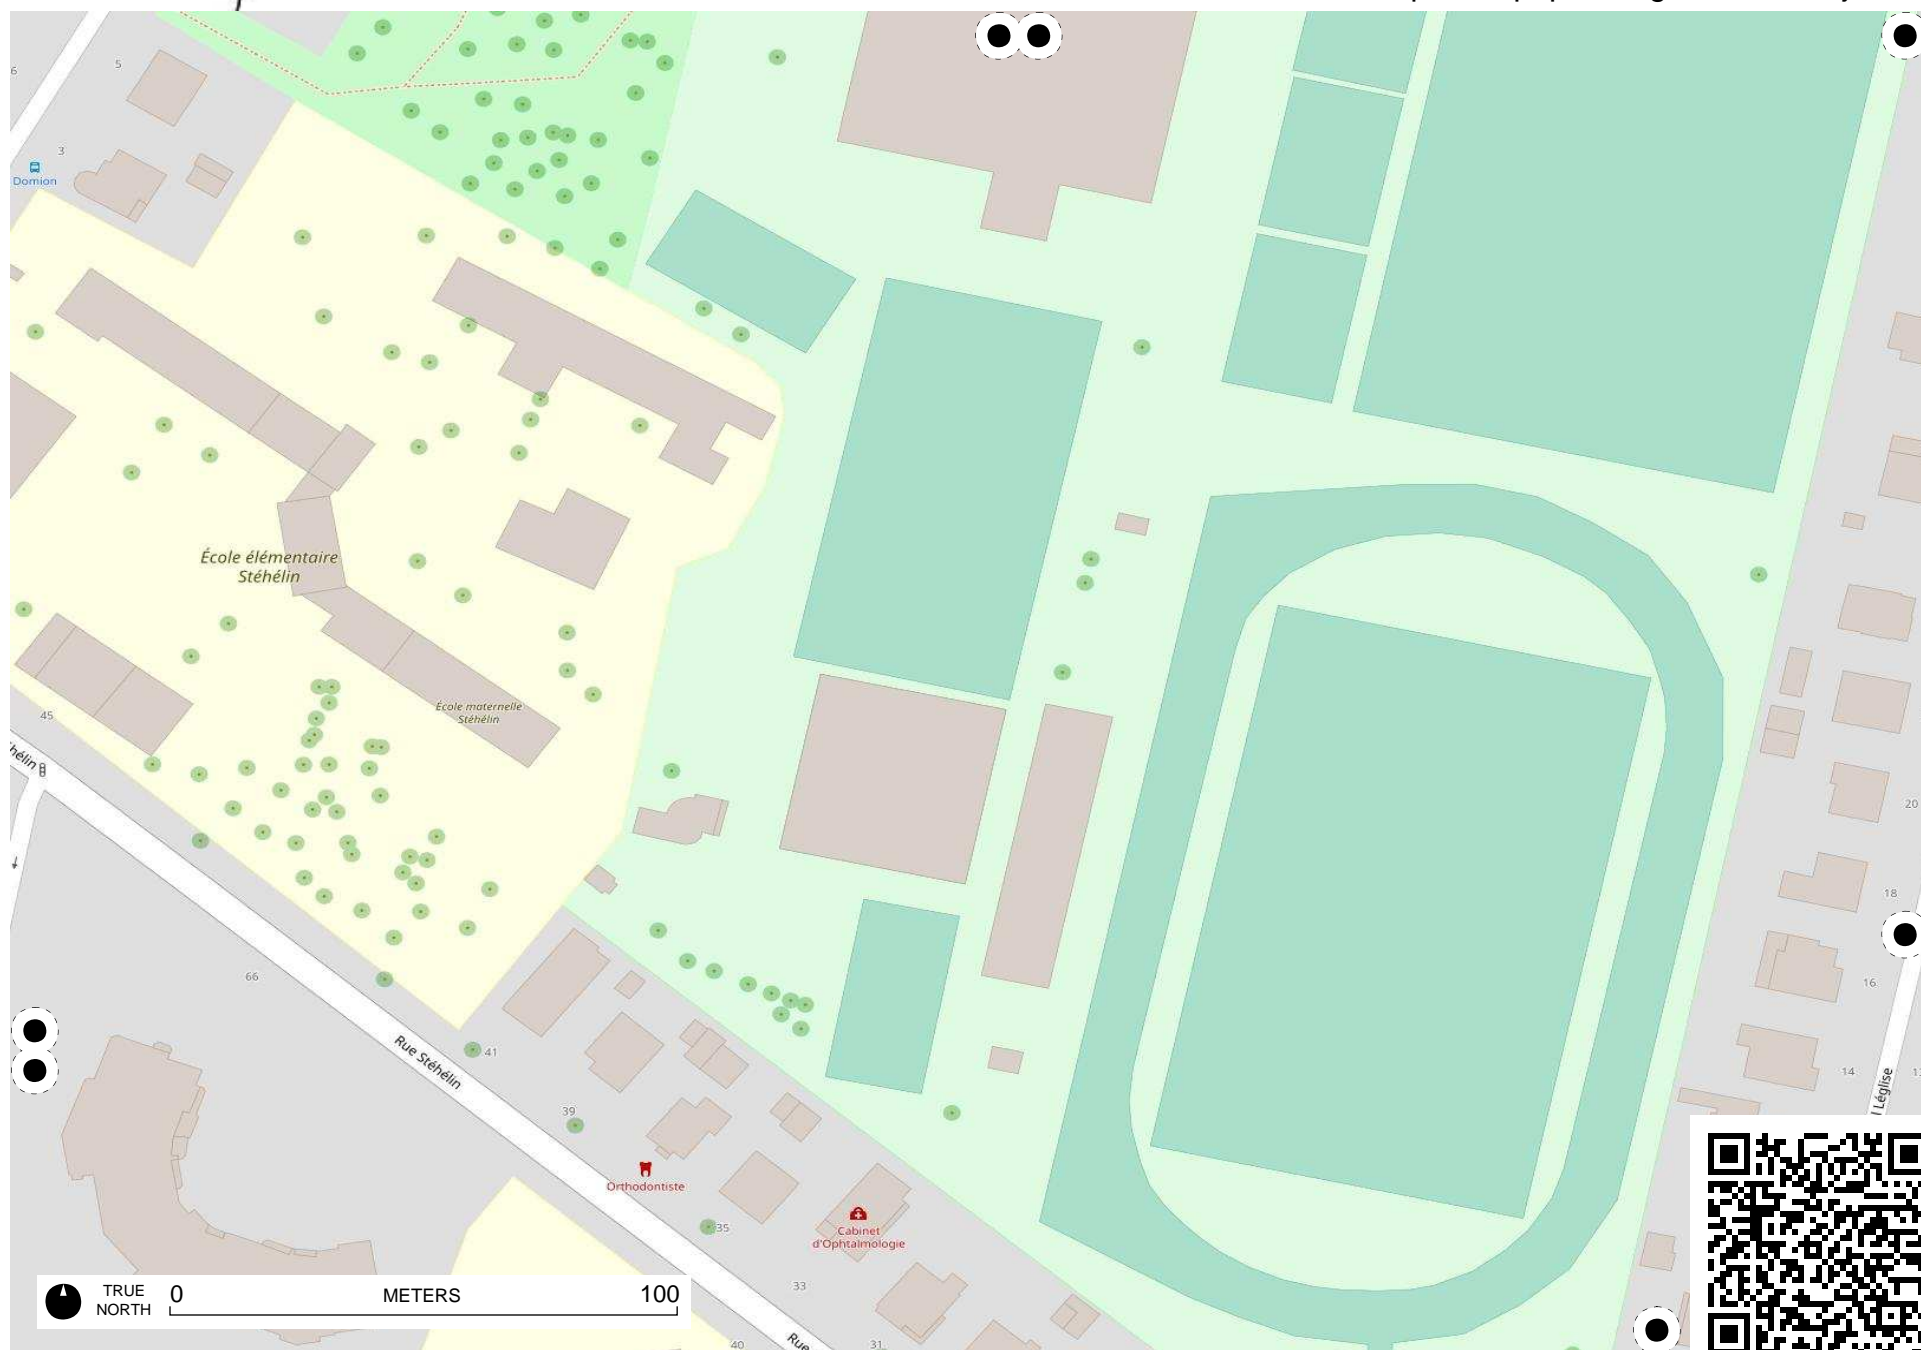 6
5
3
Domion
École élémentaire
Stéhélin
École maternelle
Stéhélin
45
20
18
66
16
Rue Stéhélin
41
14
39
Orthodontiste
35
Cabinet
d'Ophtalmologie
33
TRUE
NORTH
0 METERS 100
40
Rue
31